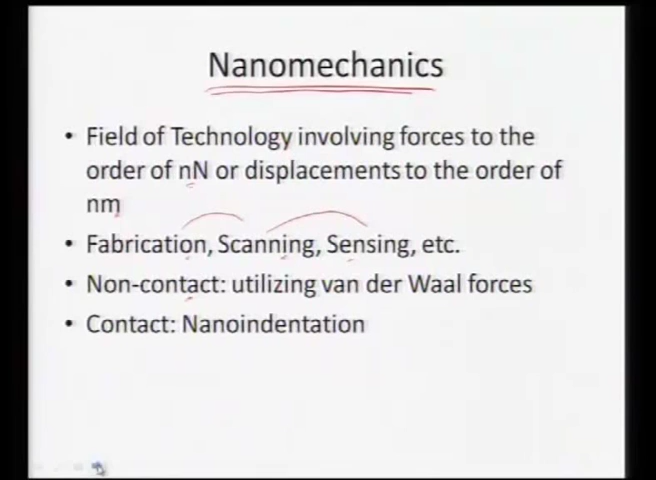 Nanomechanics
• Field of Technology involving forces to the
order of nN or displacements to the order of
nm
• Fabrication, Scanning, Sensing, etc.
• Non-contact: utilizing van der Waal forces
• Contact: Nanoindentation